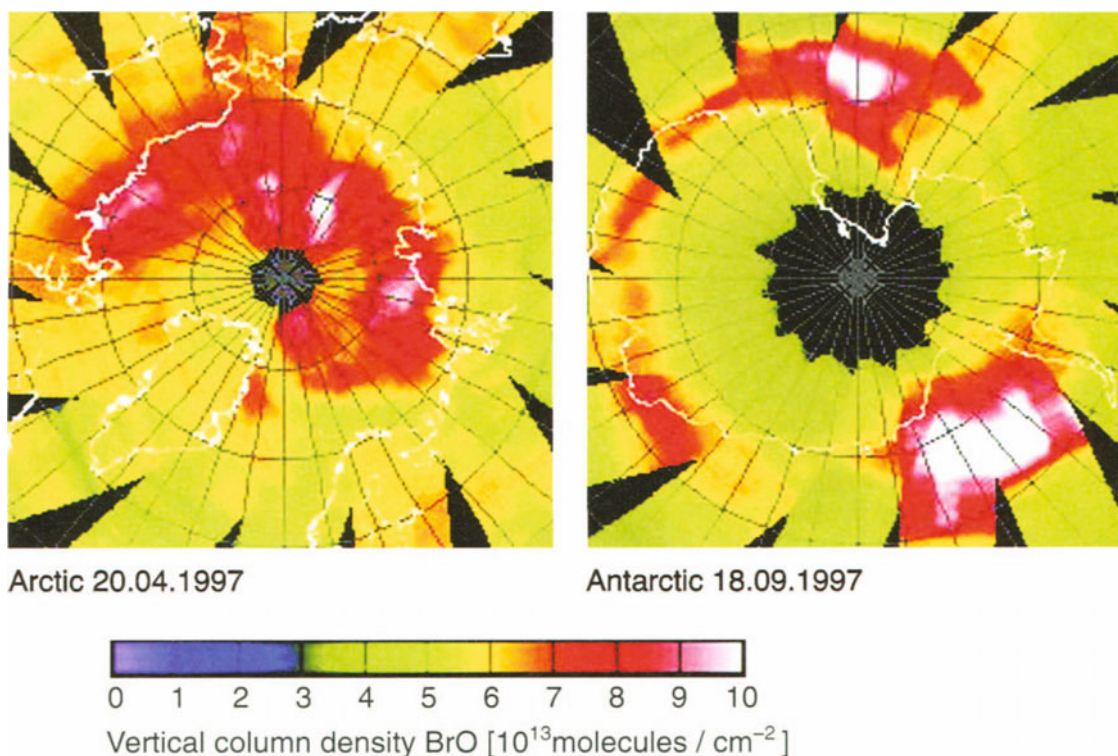 Arctic 20.04.1997
Antarctic 18.09.1997
0 1 2 3 4 5 6 7 8 9 10
Vertical column density BrO [10¹³molecules / cm⁻² ]